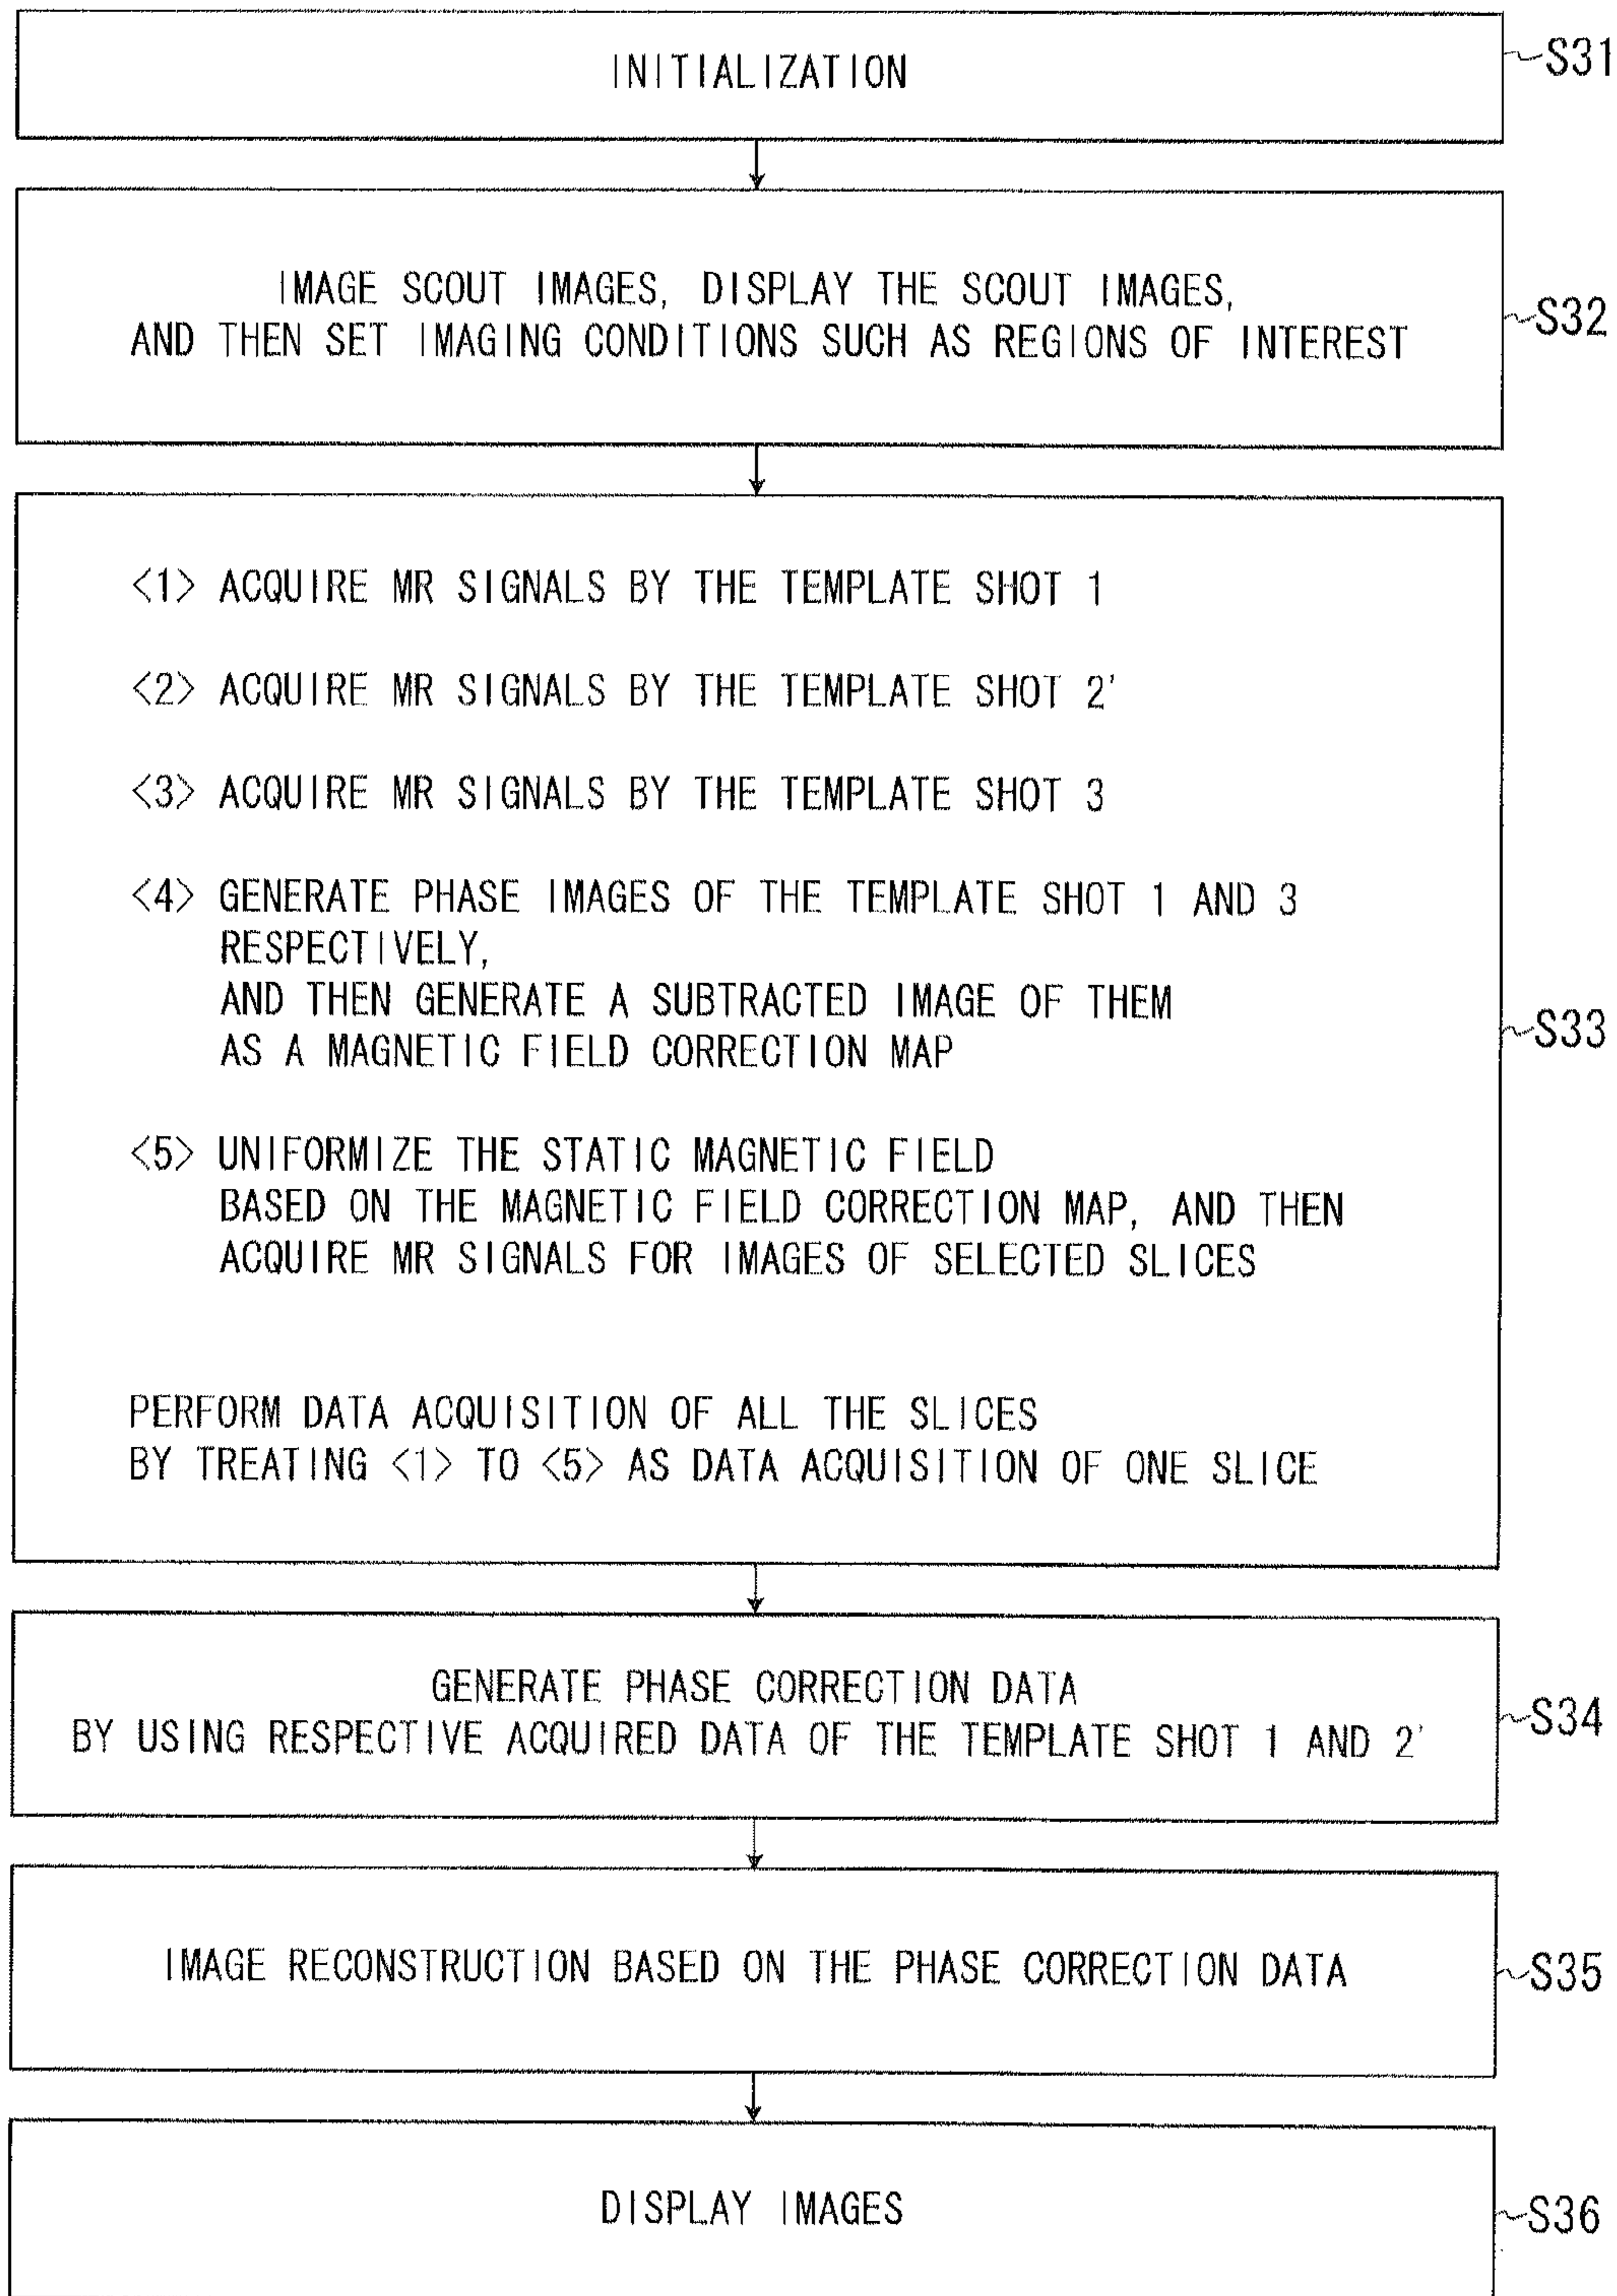 INITIALIZATION
S31
IMAGE SCOUT IMAGES, DISPLAY THE SCOUT IMAGES,
AND THEN SET IMAGING CONDITIONS SUCH AS REGIONS OF INTEREST
S32
<1> ACQUIRE MR SIGNALS BY THE TEMPLATE SHOT 1
<2> ACQUIRE MR SIGNALS BY THE TEMPLATE SHOT 2'
<3> ACQUIRE MR SIGNALS BY THE TEMPLATE SHOT 3
<4> GENERATE PHASE IMAGES OF THE TEMPLATE SHOT 1 AND 3
RESPECTIVELY,
AND THEN GENERATE A SUBTRACTED IMAGE OF THEM
AS A MAGNETIC FIELD CORRECTION MAP
S33
<5> UNIFORMIZE THE STATIC MAGNETIC FIELD
BASED ON THE MAGNETIC FIELD CORRECTION MAP, AND THEN
ACQUIRE MR SIGNALS FOR IMAGES OF SELECTED SLICES
PERFORM DATA ACQUISITION OF ALL THE SLICES
BY TREATING <1> TO <5> AS DATA ACQUISITION OF ONE SLICE
GENERATE PHASE CORRECTION DATA
BY USING RESPECTIVE ACQUIRED DATA OF THE TEMPLATE SHOT 1 AND 2'
S34
IMAGE RECONSTRUCTION BASED ON THE PHASE CORRECTION DATA
S35
DISPLAY IMAGES
S36